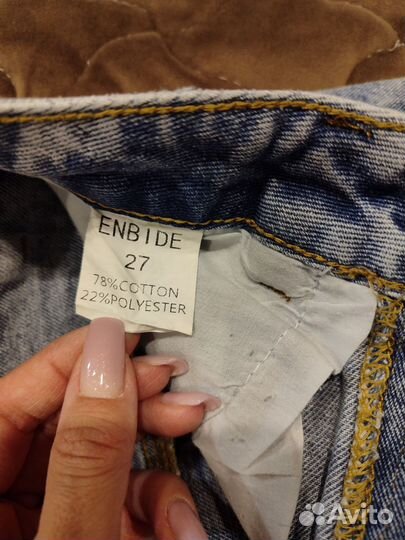 ENBIDE
27
78%COTTON
22%POLYESTER
Avito